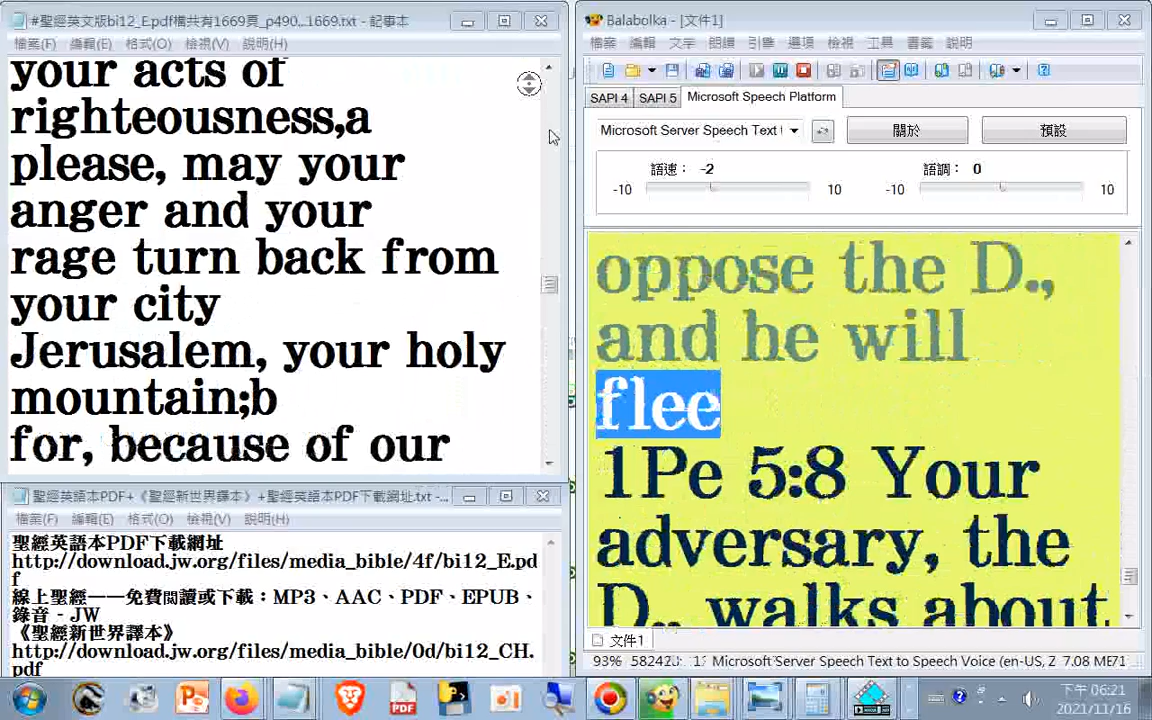 #聖經英文版bi12_E.pdf檔共有1669頁_p490,..1669.txt - 記事本
檔案(F) 編輯(E) 格式(O) 檢視(V) 說明(H)
your acts of
righteousness,a
please, may your
anger and your
rage turn back from
your city
Jerusalem, your holy
mountain;b
for, because of our
聖經英語本PDF+《聖經新世界譯本》+聖經英語本PDF下載網址.txt - ...
檔案(F) 編輯(E) 格式(O) 檢視(V) 說明(H)
聖經英語本PDF下載網址
http://download.jw.org/files/media_bible/4f/bi12_E.pd
f
線上聖經──免費閱讀或下載：MP3、AAC、PDF、EPUB、
錄音 - JW
《聖經新世界譯本》
http://download.jw.org/files/media_bible/0d/bi12_CH.
pdf
Balabolka - [文件1]
檔案 編輯 文字 朗讀 引擎 選項 檢視 工具 書籤 說明
SAPI 4 SAPI 5 Microsoft Speech Platform
Microsoft Server Speech Text 關於 預設
語速： -2 語調： 0
-10 10 -10 10
oppose the D.,
and he will
flee
1Pe 5:8 Your
adversary, the
D., walks about
文件1
93% Microsoft Server Speech Text to Speech Voice (en-US, Z 7.08 ME
下午 06:21
2021/11/16